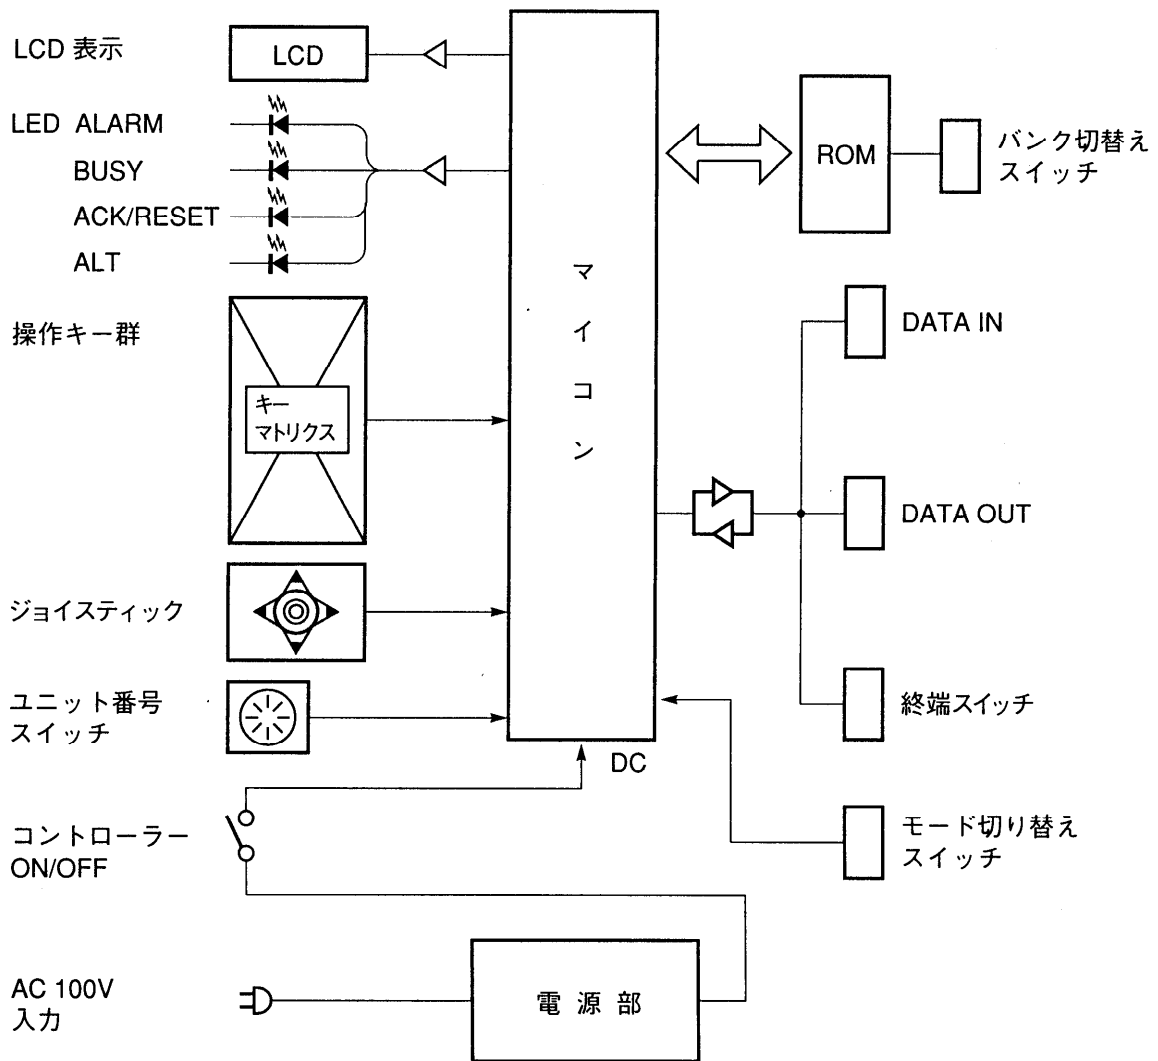 LCD 表示
LCD
LED ALARM
BUSY
ACK/RESET
ALT
操作キー群
キー
マトリクス
ジョイスティック
ユニット番号
スイッチ
コントローラー
ON/OFF
AC 100V
入力
電源部
マイコン
DC
ROM
バンク切替え
スイッチ
DATA IN
DATA OUT
終端スイッチ
モード切り替え
スイッチ